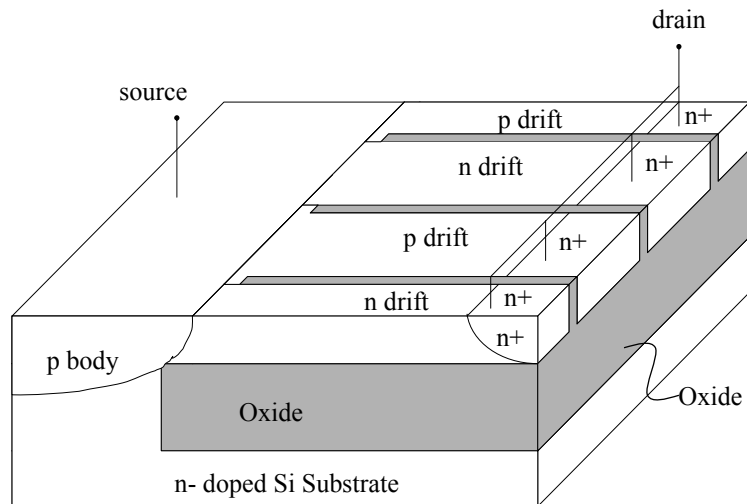 drain
source
p drift
n+
n drift
n+
p drift
n+
n drift
n+
p body
n+
Oxide
Oxide
n- doped Si Substrate